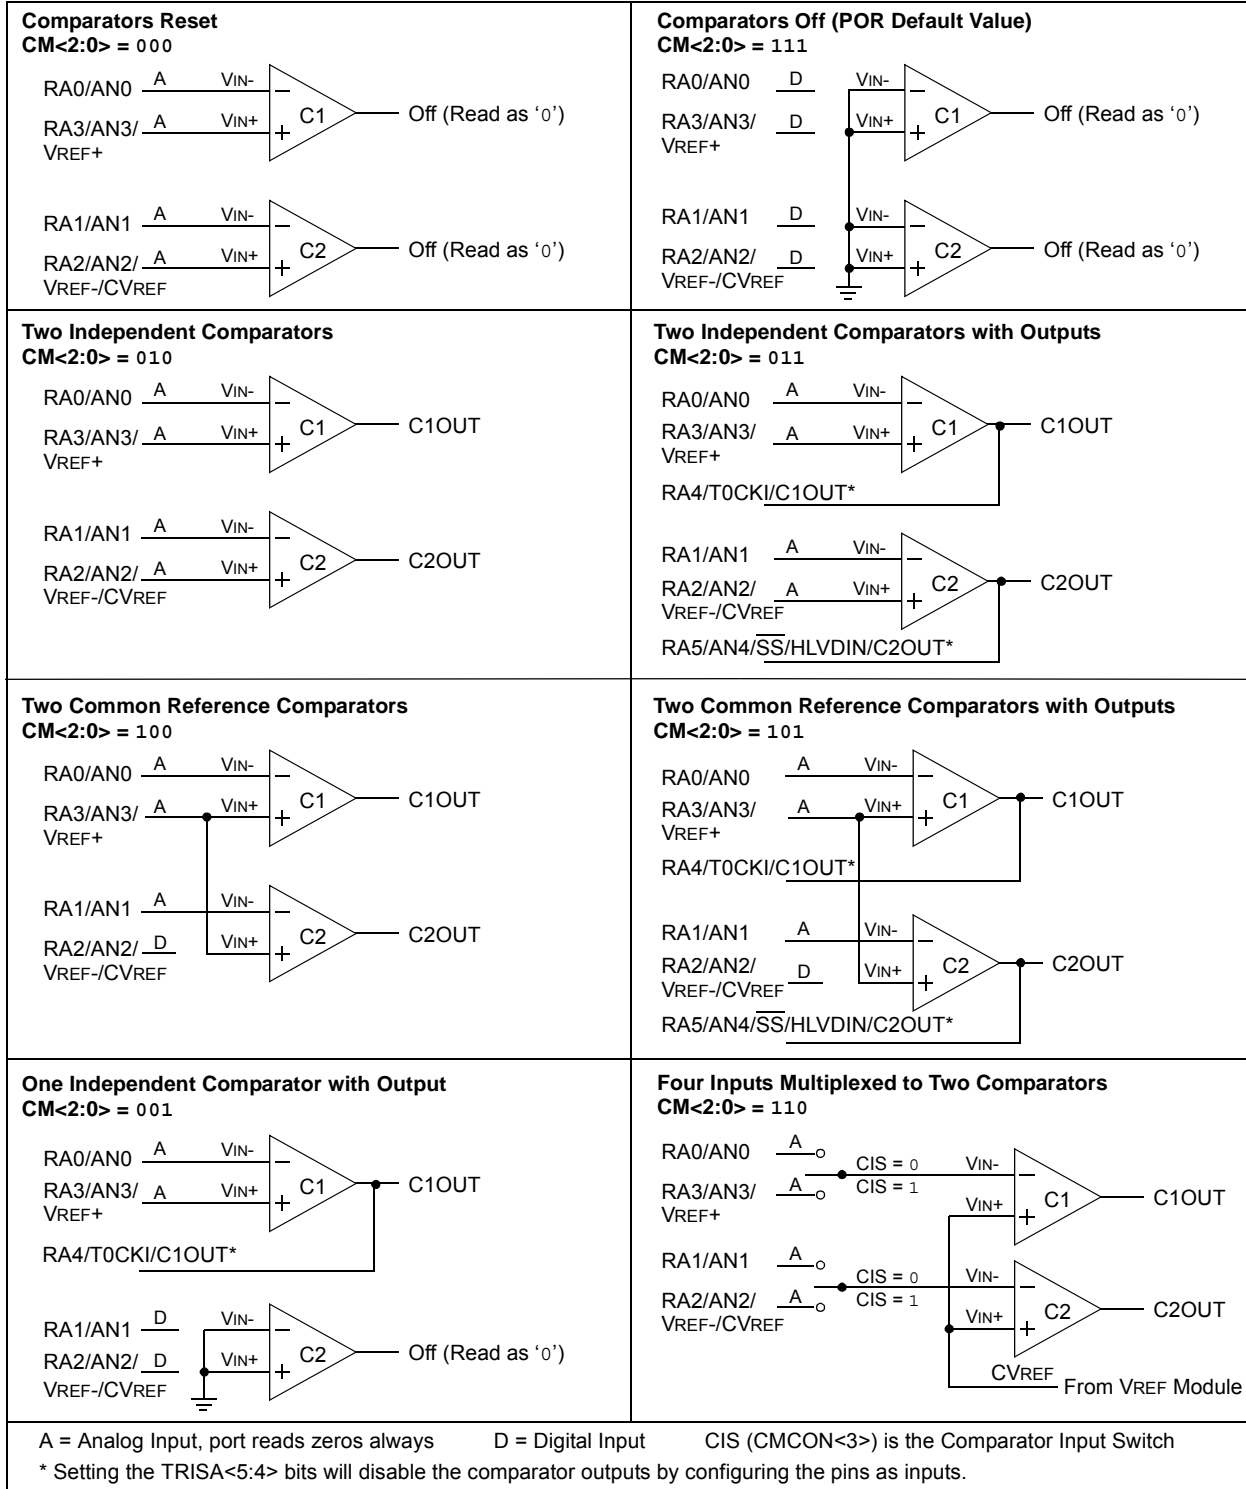 Comparators Reset
CM<2:0> = 000
RA0/AN0 A VIN-
RA3/AN3/ A VIN+
VREF+
C1
Off (Read as ‘0’)
RA1/AN1 A VIN-
RA2/AN2/ A VIN+
VREF-/CVREF
C2
Off (Read as ‘0’)
Comparators Off (POR Default Value)
CM<2:0> = 111
RA0/AN0 D VIN-
RA3/AN3/ D VIN+
VREF+
C1
Off (Read as ‘0’)
RA1/AN1 D VIN-
RA2/AN2/ D VIN+
VREF-/CVREF
C2
Off (Read as ‘0’)
Two Independent Comparators
CM<2:0> = 010
RA0/AN0 A VIN-
RA3/AN3/ A VIN+
VREF+
C1
C1OUT
RA1/AN1 A VIN-
RA2/AN2/ A VIN+
VREF-/CVREF
C2
C2OUT
Two Independent Comparators with Outputs
CM<2:0> = 011
RA0/AN0 A VIN-
RA3/AN3/ A VIN+
VREF+
C1
C1OUT
RA4/T0CKI/C1OUT*
RA1/AN1 A VIN-
RA2/AN2/ A VIN+
VREF-/CVREF
C2
C2OUT
RA5/AN4/S̅S̅/HLVDIN/C2OUT*
Two Common Reference Comparators
CM<2:0> = 100
RA0/AN0 A VIN-
RA3/AN3/ A VIN+
VREF+
C1
C1OUT
RA1/AN1 A VIN-
RA2/AN2/ D VIN+
VREF-/CVREF
C2
C2OUT
Two Common Reference Comparators with Outputs
CM<2:0> = 101
RA0/AN0 A VIN-
RA3/AN3/ A VIN+
VREF+
C1
C1OUT
RA4/T0CKI/C1OUT*
RA1/AN1 A VIN-
RA2/AN2/ D VIN+
VREF-/CVREF
C2
C2OUT
RA5/AN4/S̅S̅/HLVDIN/C2OUT*
One Independent Comparator with Output
CM<2:0> = 001
RA0/AN0 A VIN-
RA3/AN3/ A VIN+
VREF+
C1
C1OUT
RA4/T0CKI/C1OUT*
RA1/AN1 D VIN-
RA2/AN2/ D VIN+
VREF-/CVREF
C2
Off (Read as ‘0’)
Four Inputs Multiplexed to Two Comparators
CM<2:0> = 110
RA0/AN0 A CIS = 0 VIN-
RA3/AN3/ A CIS = 1 VIN+
VREF+
C1
C1OUT
RA1/AN1 A CIS = 0 VIN-
RA2/AN2/ A CIS = 1 VIN+
VREF-/CVREF
C2
C2OUT
CVREF
From VREF Module
A = Analog Input, port reads zeros always D = Digital Input CIS (CMCON<3>) is the Comparator Input Switch
* Setting the TRISA<5:4> bits will disable the comparator outputs by configuring the pins as inputs.